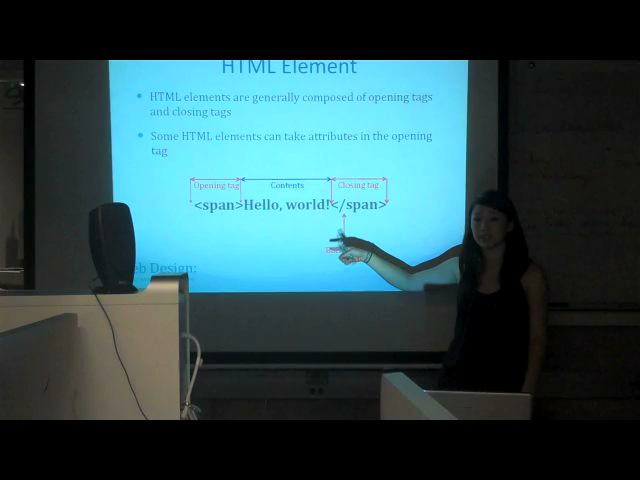 HTML Element
• HTML elements are generally composed of opening tags
and closing tags
• Some HTML elements can take attributes in the opening
tag
Opening tag Contents Closing tag
<span>Hello, world!</span>
Web Design: